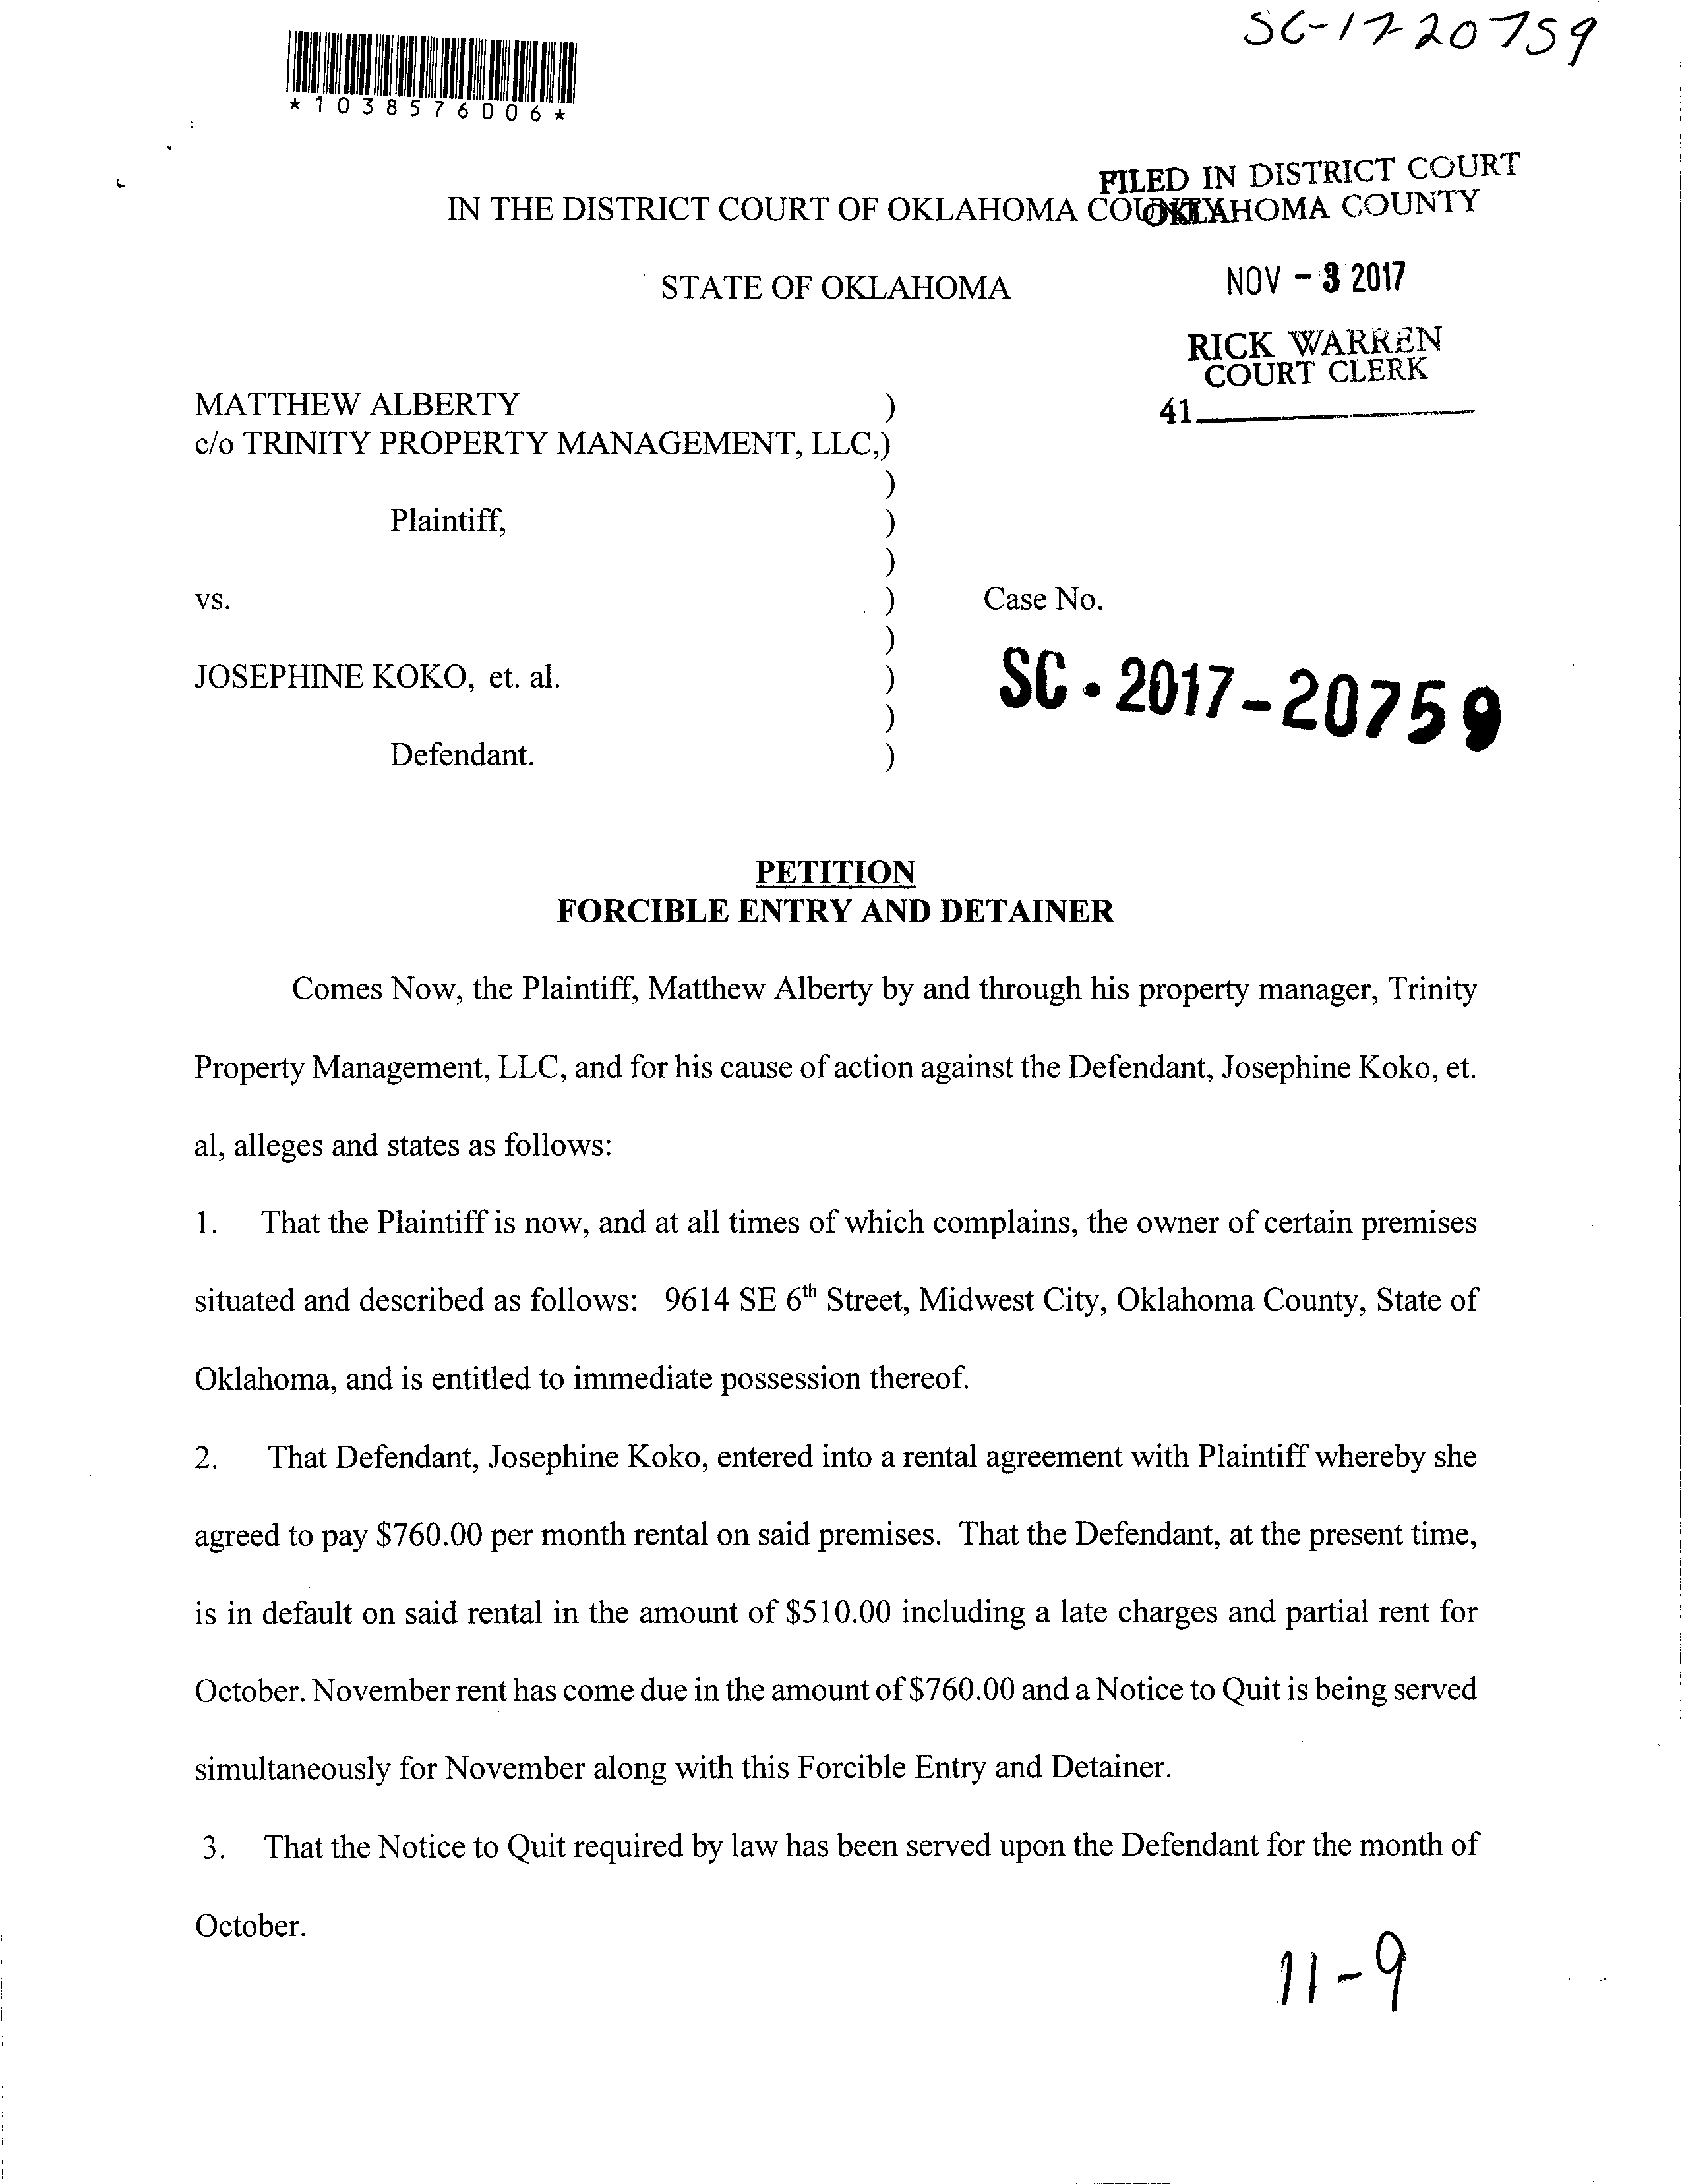 SC-1720759
*1038576006*
FILED IN DISTRICT COURT
OKLAHOMA COUNTY
IN THE DISTRICT COURT OF OKLAHOMA COUNTY
STATE OF OKLAHOMA
NOV - 3 2017
RICK WARREN
COURT CLERK
41
MATTHEW ALBERTY )
c/o TRINITY PROPERTY MANAGEMENT, LLC,)
)
Plaintiff, )
)
vs. ) Case No.
)
JOSEPHINE KOKO, et. al. ) SC - 2017-20759
)
Defendant. )
PETITION
FORCIBLE ENTRY AND DETAINER
Comes Now, the Plaintiff, Matthew Alberty by and through his property manager, Trinity
Property Management, LLC, and for his cause of action against the Defendant, Josephine Koko, et.
al, alleges and states as follows:
1. That the Plaintiff is now, and at all times of which complains, the owner of certain premises
situated and described as follows: 9614 SE 6th Street, Midwest City, Oklahoma County, State of
Oklahoma, and is entitled to immediate possession thereof.
2. That Defendant, Josephine Koko, entered into a rental agreement with Plaintiff whereby she
agreed to pay $760.00 per month rental on said premises. That the Defendant, at the present time,
is in default on said rental in the amount of $510.00 including a late charges and partial rent for
October. November rent has come due in the amount of $760.00 and a Notice to Quit is being served
simultaneously for November along with this Forcible Entry and Detainer.
3. That the Notice to Quit required by law has been served upon the Defendant for the month of
October.
11-9